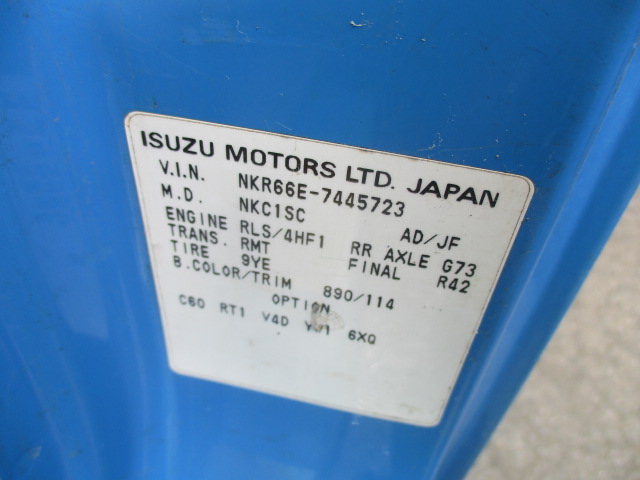 ISUZU MOTORS LTD. JAPAN
V.I.N. NKR66E-7445723
M.D. NKC1SC AD/JF
ENGINE RLS/4HF1 RR AXLE G73
TRANS. RMT FINAL R42
TIRE 9YE
B.COLOR/TRIM 890/114
OPTION
C60 RT1 V4D 6XQ